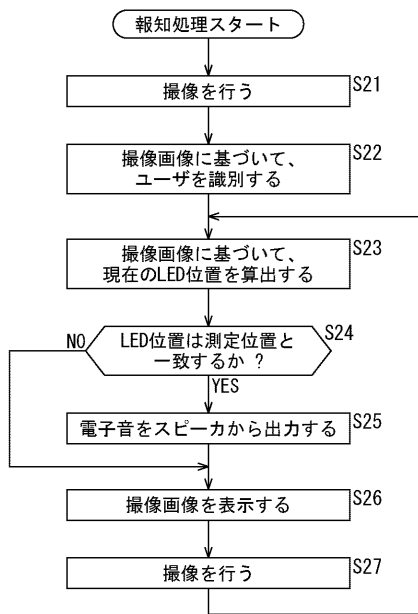 報知処理スタート
撮像を行う
S21
撮像画像に基づいて、
ユーザを識別する
S22
撮像画像に基づいて、
現在のLED位置を算出する
S23
LED位置は測定位置と
一致するか ?
S24
NO
YES
電子音をスピーカから出力する
S25
撮像画像を表示する
S26
撮像を行う
S27